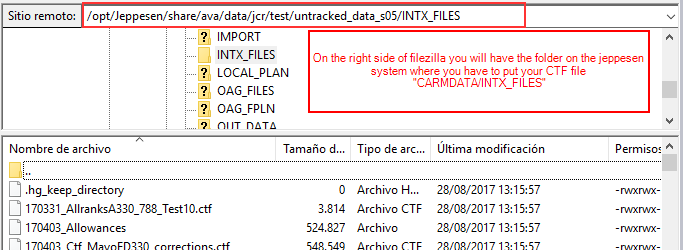 Sitio remoto: /opt/Jeppesen/share/ava/data/jcr/test/untracked_data_s05/INTX_FILES
IMPORT
INTX_FILES
LOCAL_PLAN
OAG_FILES
OAG_FPLN
OUT_DATA
On the right side of filezilla you will have the folder on the jeppesen
system where you have to put your CTF file
"CARMDATA/INTX_FILES"
Nombre de archivo Tamaño d... Tipo de arc... Última modificación Permisos
..
.hg_keep_directory 0 Archivo H... 28/08/2017 13:15:57 -rwxrwx-
170331_AllranksA330_788_Test10.ctf 3.814 Archivo CTF 28/08/2017 13:15:57 -rwxrwx-
170403_Allowances 524.827 Archivo 28/08/2017 13:15:57 -rwxrwx-
170403_Ctf_MayoFD330_corrections.ctf 548.549 Archivo CTF 28/08/2017 13:15:57 -rwxrwx-